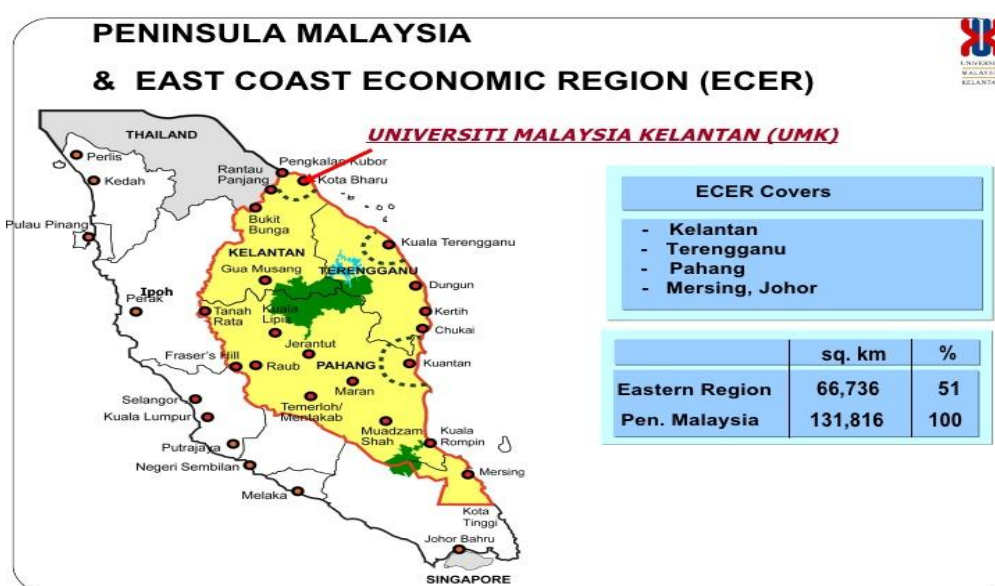 PENINSULA MALAYSIA
& EAST COAST ECONOMIC REGION (ECER)
UNIVERSITI
MALAYSIA
KELANTAN
THAILAND
UNIVERSITI MALAYSIA KELANTAN (UMK)
Perlis
Kedah
Pulau Pinang
Rantau
Panjang
Pengkalan Kubor
Kota Bharu
Bukit
Bunga
KELANTAN
Gua Musang
TERENGGANU
Kuala Terengganu
Dungun
Ipoh
Perak
Tanah
Rata
Kuala
Lipis
Kertih
Chukai
Jerantut
Fraser's Hill
Raub
PAHANG
Kuantan
Maran
Selangor
Temerloh/
Mentakab
Kuala Lumpur
Muadzam
Shah
Kuala
Rompin
Putrajaya
Negeri Sembilan
Mersing
Melaka
Kota
Tinggi
Johor Bahru
SINGAPORE
ECER Covers
- Kelantan
- Terengganu
- Pahang
- Mersing, Johor
sq. km %
Eastern Region 66,736 51
Pen. Malaysia 131,816 100